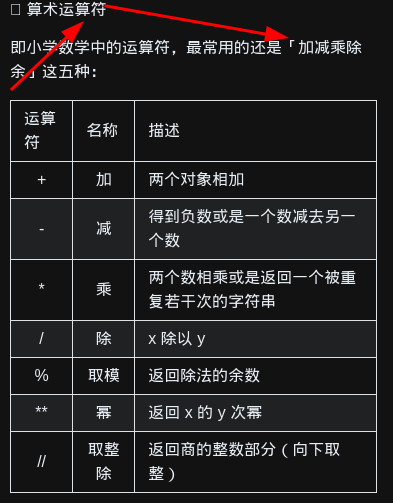 算术运算符
即小学数学中的运算符，最常用的还是「加减乘除
余」这五种：
运算
符
名称
描述
+
加
两个对象相加
-
减
得到负数或是一个数减去另一
个数
*
乘
两个数相乘或是返回一个被重
复若干次的字符串
/
除
x 除以 y
%
取模
返回除法的余数
**
幂
返回 x 的 y 次幂
//
取整
除
返回商的整数部分（向下取
整）